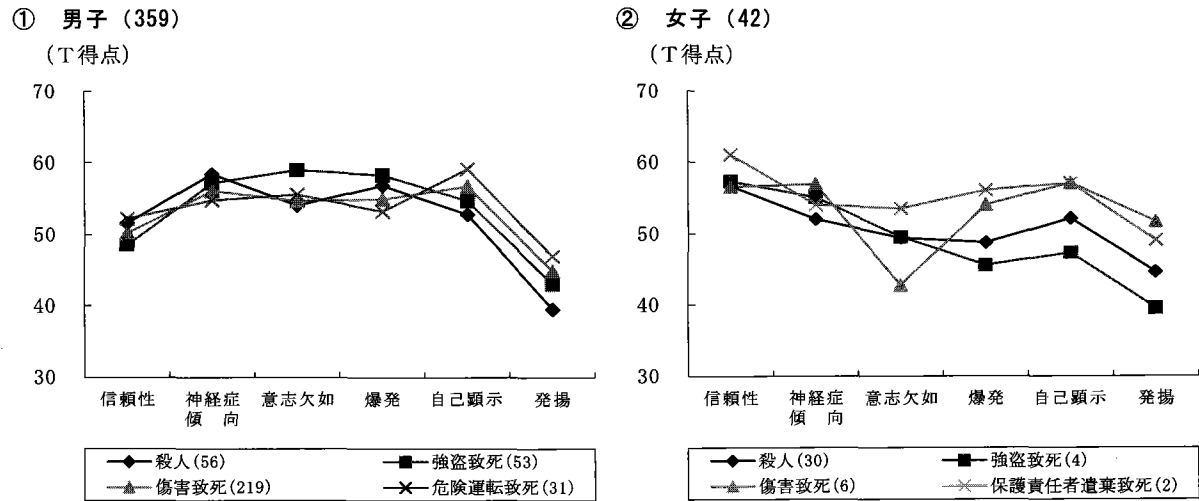 ① 男子（359）
（T得点）
70
60
50
40
30
信頼性 神経症傾向 意志欠如 爆発 自己顕示 発揚
殺人(56) 強盗致死(53)
傷害致死(219) 危険運転致死(31)
② 女子（42）
（T得点）
70
60
50
40
30
信頼性 神経症傾向 意志欠如 爆発 自己顕示 発揚
殺人(30) 強盗致死(4)
傷害致死(6) 保護責任者遺棄致死(2)